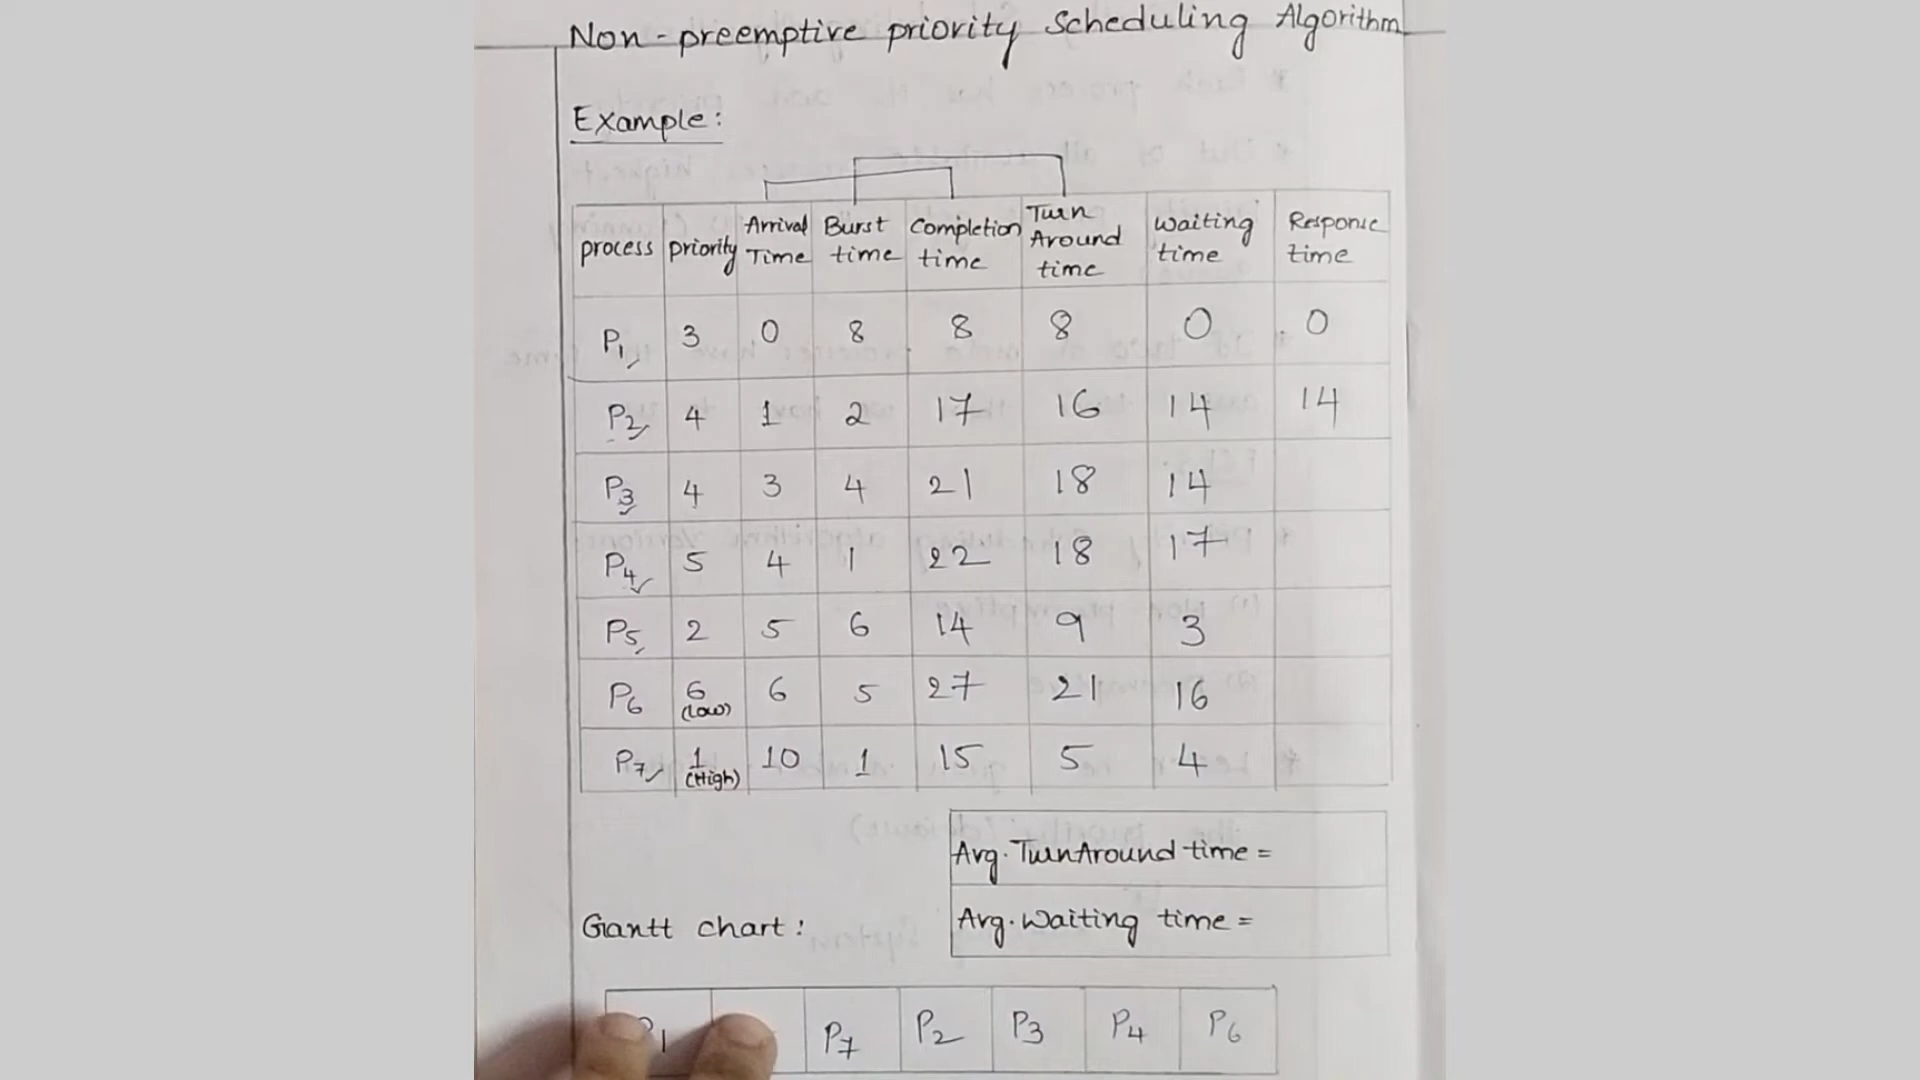 Non-preemptive priority Scheduling Algorithm
Example:
process priority Arrival Time Burst time Completion time Turn Around time waiting time Response time
P1 3 0 8 8 8 0 0
P2 4 1 2 17 16 14 14
P3 4 3 4 21 18 14
P4 5 4 1 22 18 17
P5 2 5 6 14 9 3
P6 6 (Low) 6 5 27 21 16
P7 1 (High) 10 1 15 5 4
Avg. TurnAround time =
Avg. Waiting time =
Gantt chart:
P1 P7 P2 P3 P4 P6